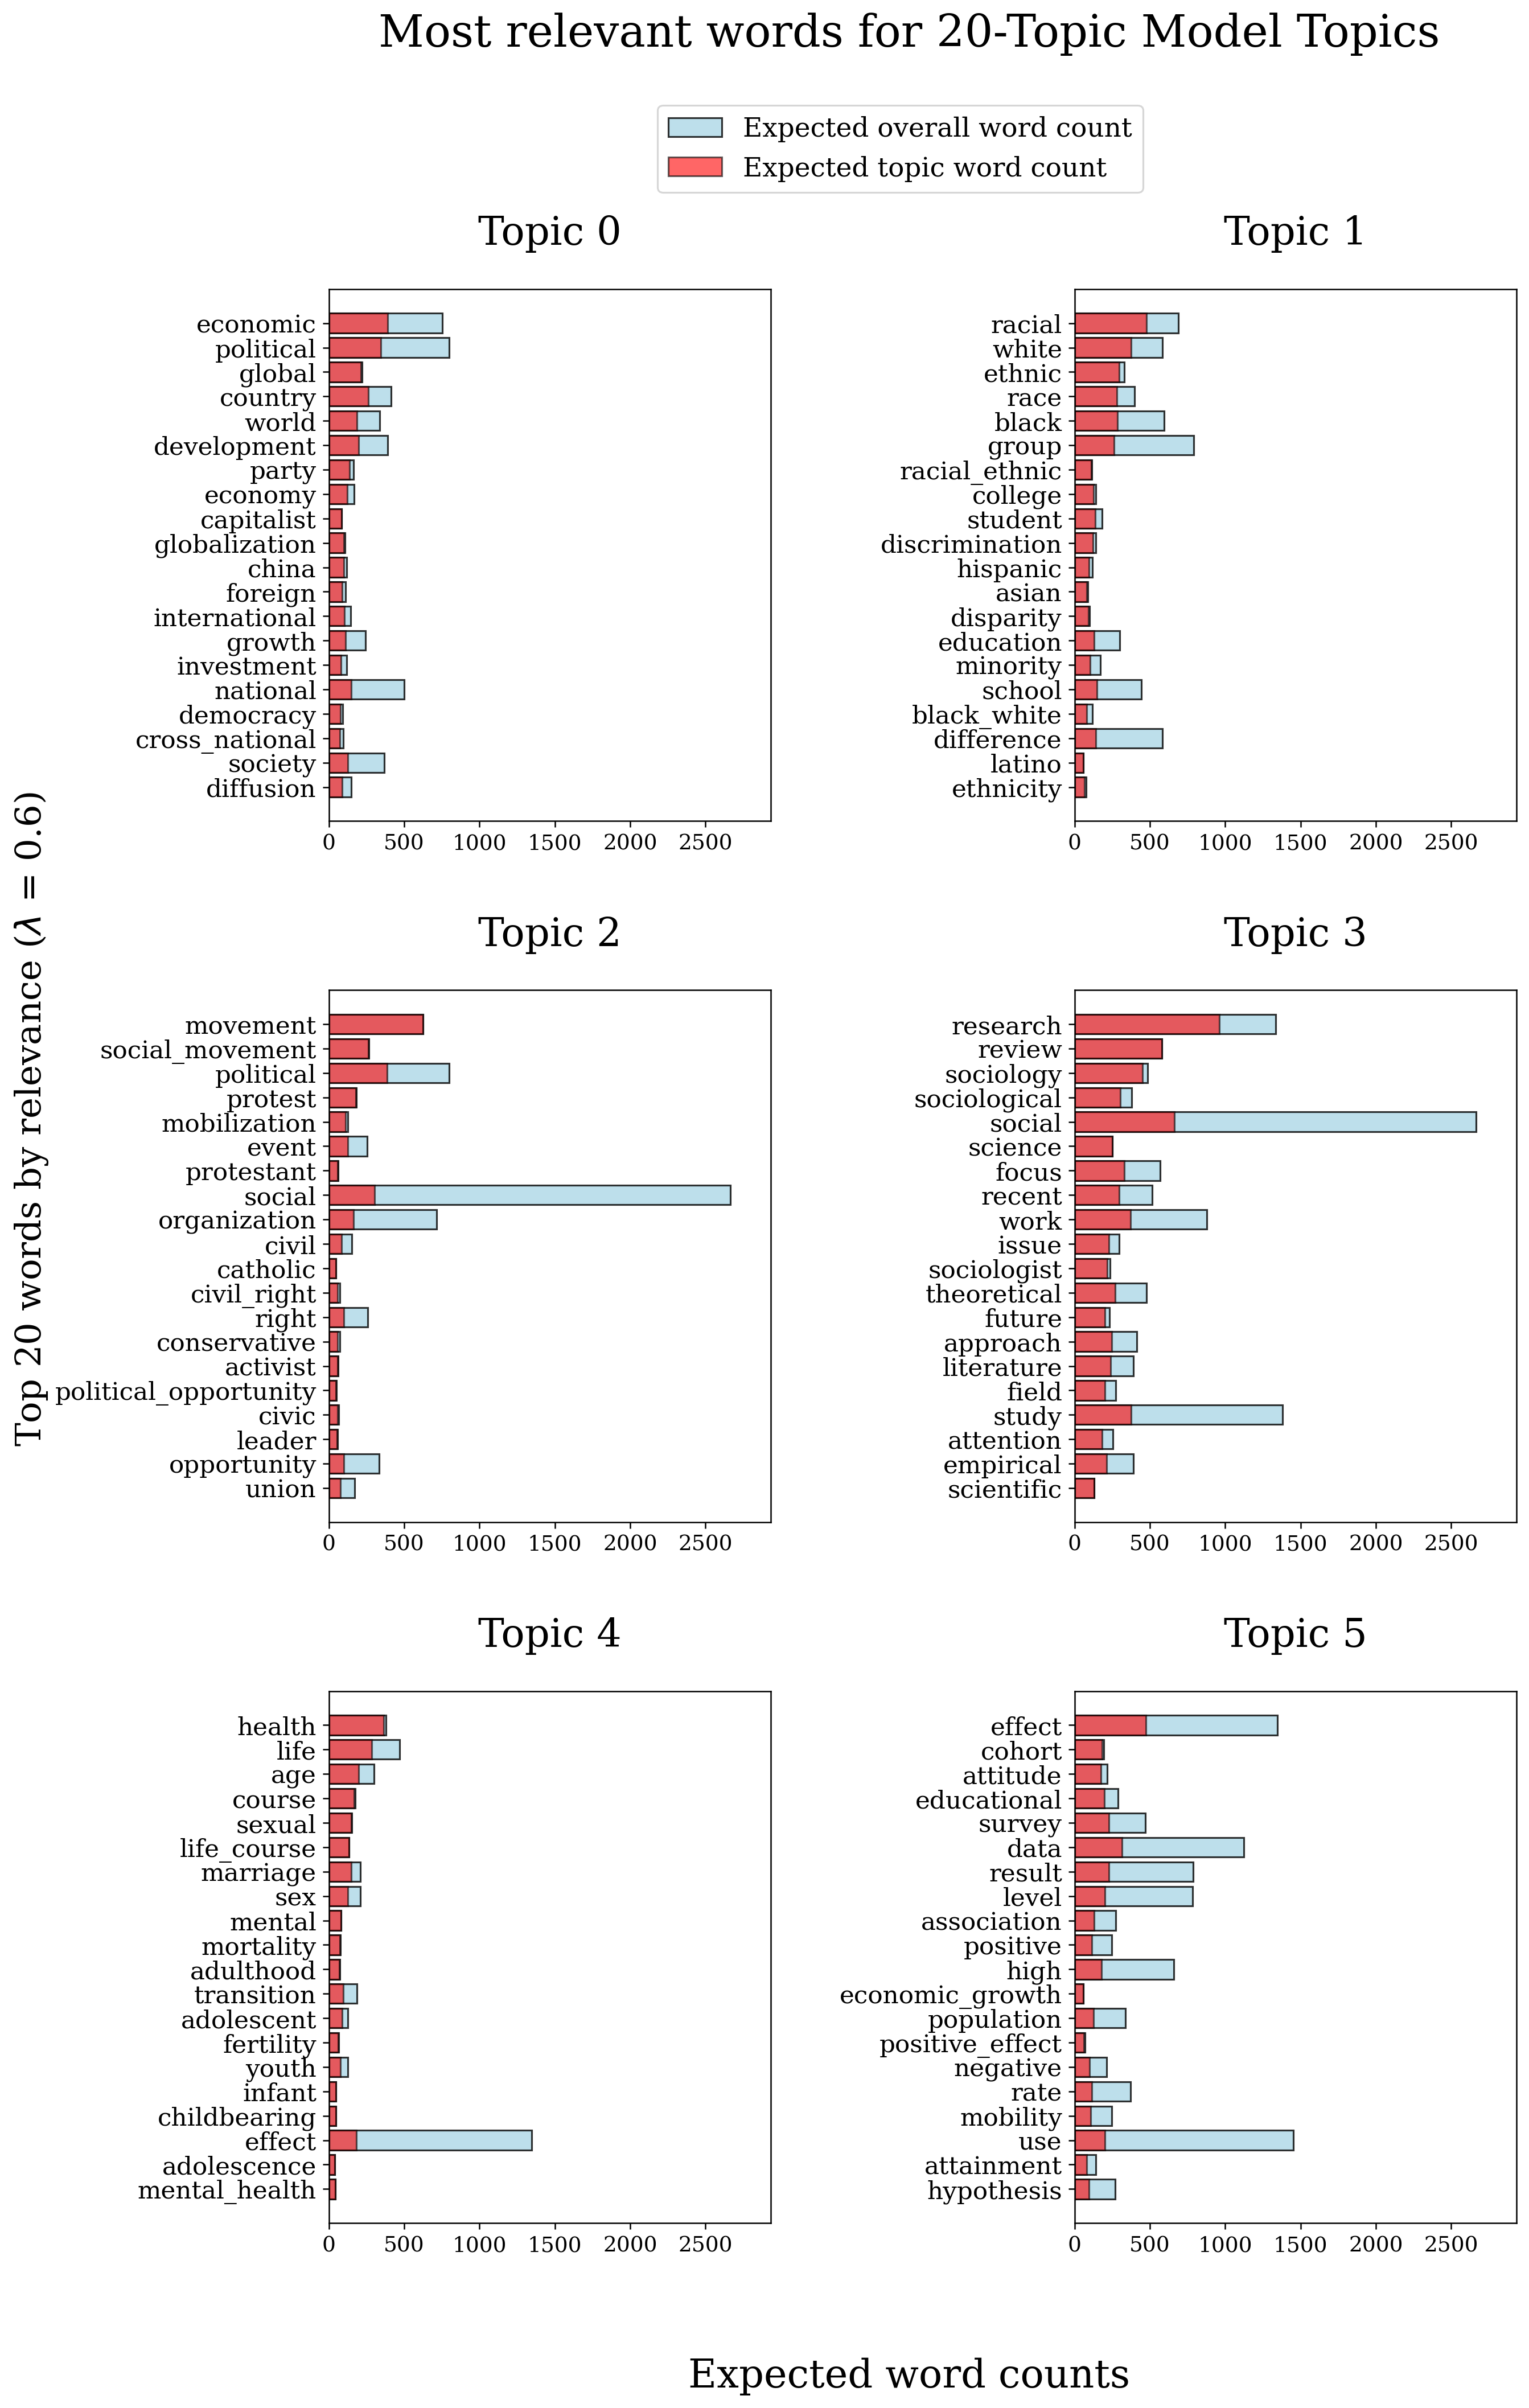 Most relevant words for 20-Topic Model Topics
Expected overall word count
Expected topic word count
Top 20 words by relevance (λ = 0.6)
Topic 0
economic
political
global
country
world
development
party
economy
capitalist
globalization
china
foreign
international
growth
investment
national
democracy
cross_national
society
diffusion
0 500 1000 1500 2000 2500
Topic 1
racial
white
ethnic
race
black
group
racial_ethnic
college
student
discrimination
hispanic
asian
disparity
education
minority
school
black_white
difference
latino
ethnicity
0 500 1000 1500 2000 2500
Topic 2
movement
social_movement
political
protest
mobilization
event
protestant
social
organization
civil
catholic
civil_right
right
conservative
activist
political_opportunity
civic
leader
opportunity
union
0 500 1000 1500 2000 2500
Topic 3
research
review
sociology
sociological
social
science
focus
recent
work
issue
sociologist
theoretical
future
approach
literature
field
study
attention
empirical
scientific
0 500 1000 1500 2000 2500
Topic 4
health
life
age
course
sexual
life_course
marriage
sex
mental
mortality
adulthood
transition
adolescent
fertility
youth
infant
childbearing
effect
adolescence
mental_health
0 500 1000 1500 2000 2500
Topic 5
effect
cohort
attitude
educational
survey
data
result
level
association
positive
high
economic_growth
population
positive_effect
negative
rate
mobility
use
attainment
hypothesis
0 500 1000 1500 2000 2500
Expected word counts